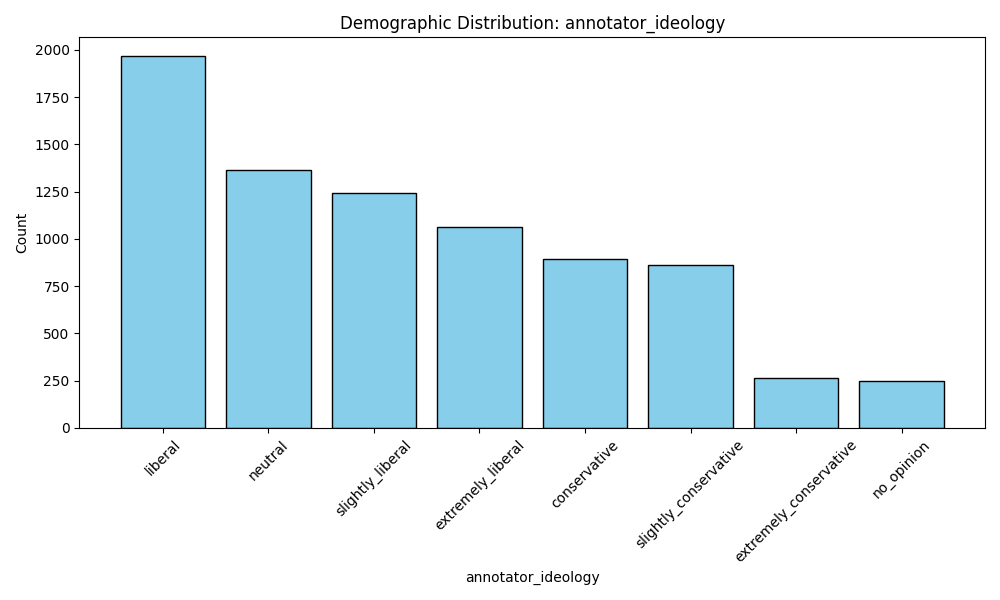 Demographic Distribution: annotator_ideology
2000
1750
1500
1250
1000
750
500
250
0
Count
liberal
neutral
slightly_liberal
extremely_liberal
conservative
slightly_conservative
extremely_conservative
no_opinion
annotator_ideology